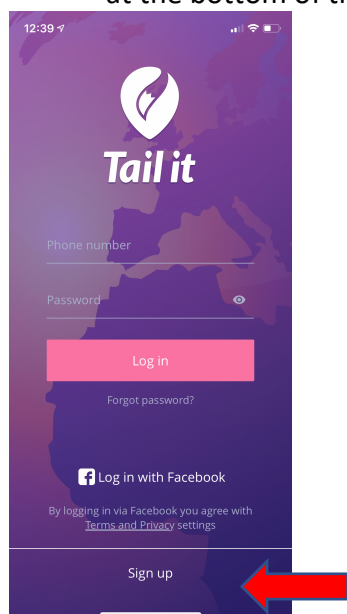 at the bottom of th
12:39
Tail it
Phone number
Password
Log in
Forgot password?
f Log in with Facebook
By logging in via Facebook you agree with
Terms and Privacy settings
Sign up